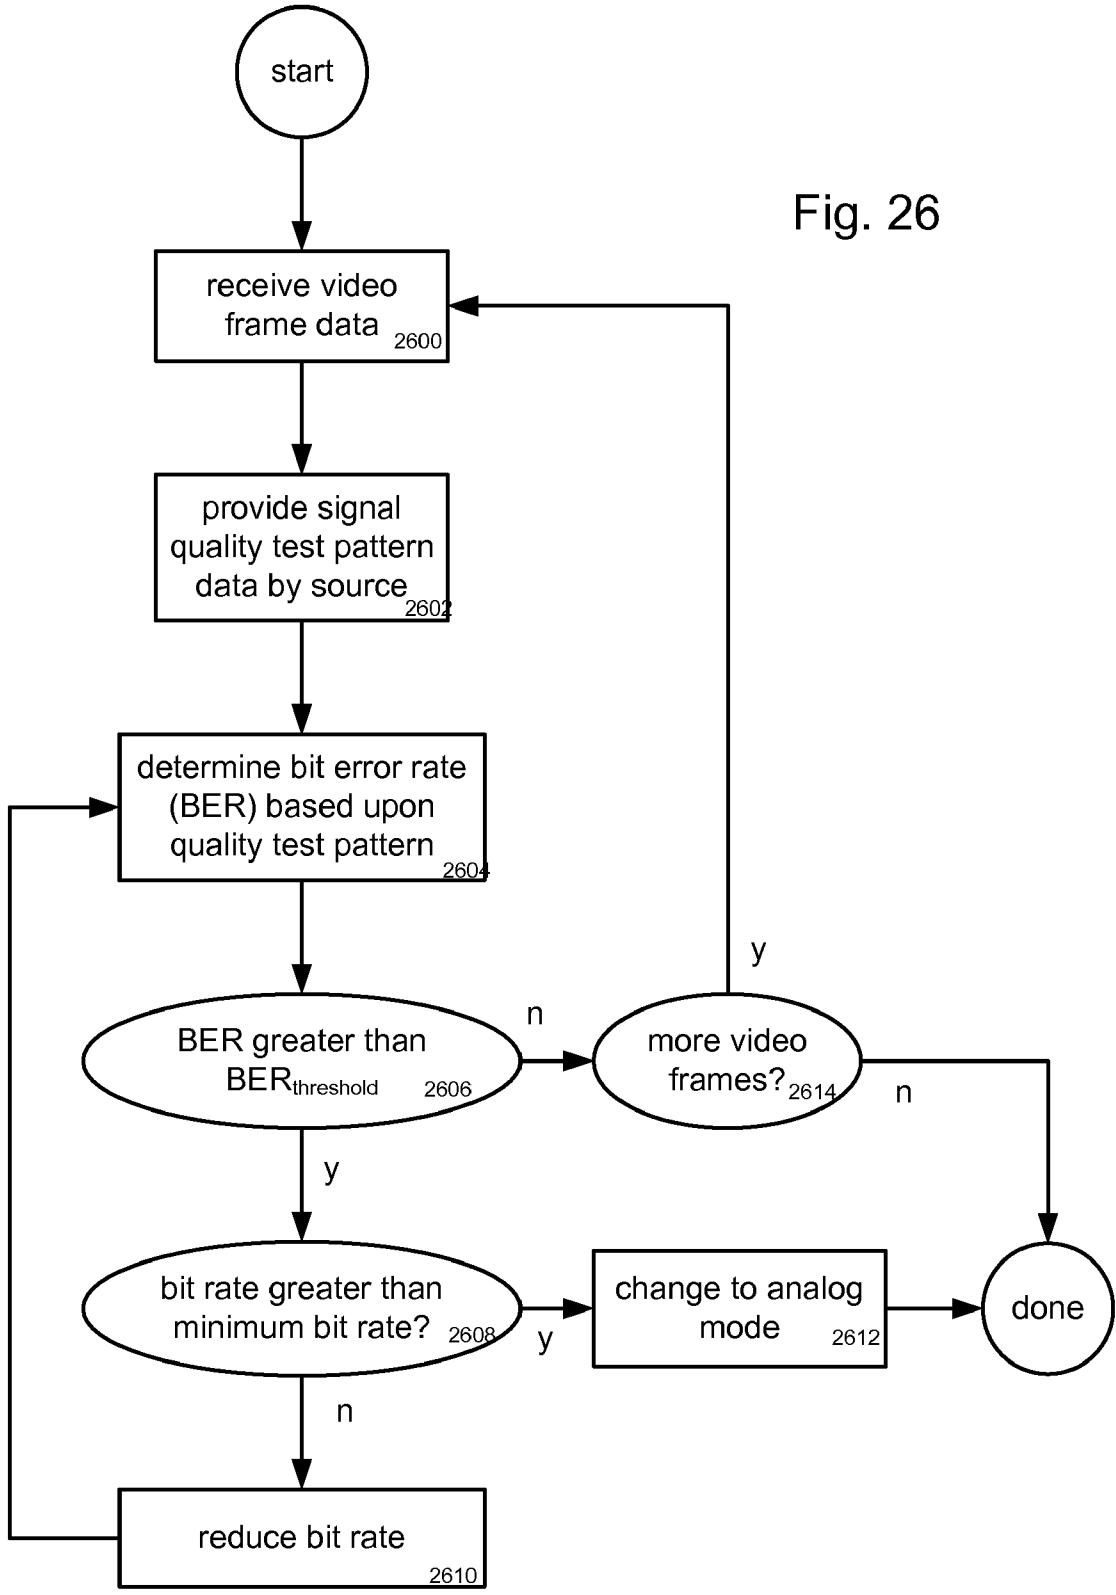 start
Fig. 26
receive video
frame data
2600
provide signal
quality test pattern
data by source
2602
determine bit error rate
(BER) based upon
quality test pattern
2604
y
n
BER greater than
BERthreshold
2606
more video
frames?
2614
n
y
bit rate greater than
minimum bit rate?
2608
y
change to analog
mode
2612
done
n
reduce bit rate
2610